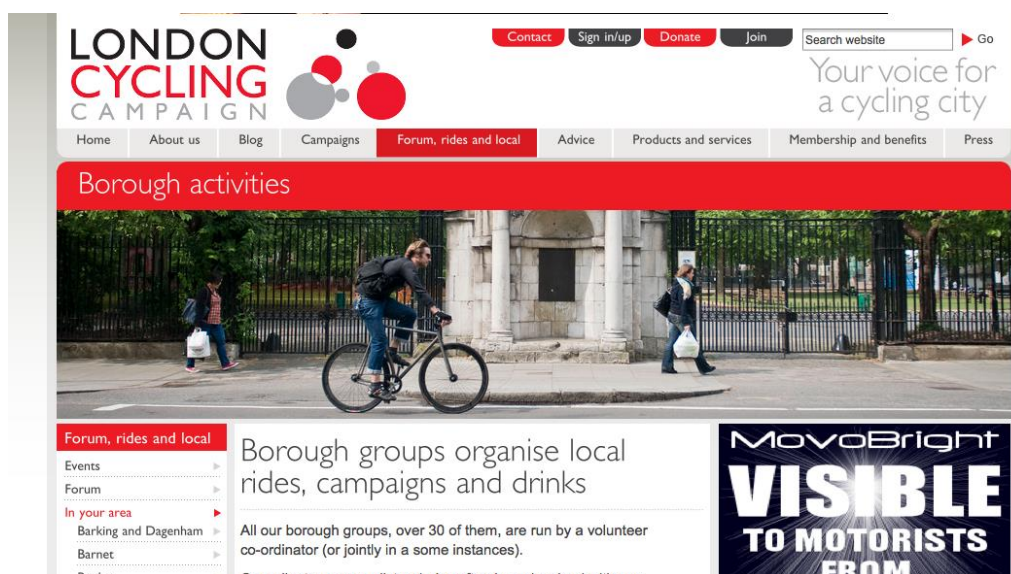 LONDON
CYCLING
CAMPAIGN
Contact
Sign in/up
Donate
Join
Search website
Go
Your voice for
a cycling city
Home
About us
Blog
Campaigns
Forum, rides and local
Advice
Products and services
Membership and benefits
Press
Borough activities
Forum, rides and local
Events
Forum
In your area
Barking and Dagenham
Barnet
Borough groups organise local
rides, campaigns and drinks
All our borough groups, over 30 of them, are run by a volunteer
co-ordinator (or jointly in a some instances).
MovoBright
VISIBLE
TO MOTORISTS
FROM